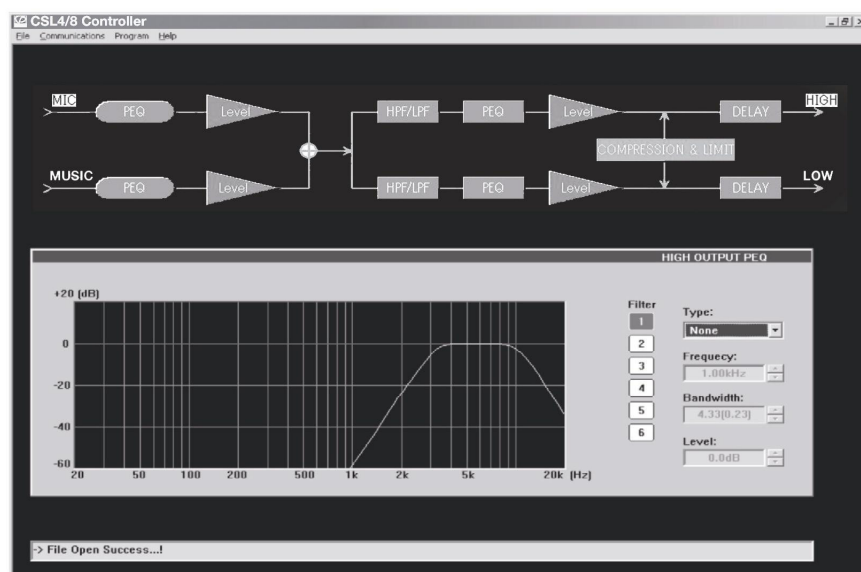 CSL4/8 Controller
File Communications Program Help
MIC PEQ Level HPF/LPF PEQ Level DELAY HIGH
COMPRESSION & LIMIT
MUSIC PEQ Level HPF/LPF PEQ Level DELAY LOW
HIGH OUTPUT PEQ
+20 (dB)
0
-20
-40
-60
20 50 100 200 500 1k 2k 5k 20k (Hz)
Filter
1
2
3
4
5
6
Type:
None
Frequecy:
1.00kHz
Bandwidth:
4.33[0.23]
Level:
0.0dB
-> File Open Success...!